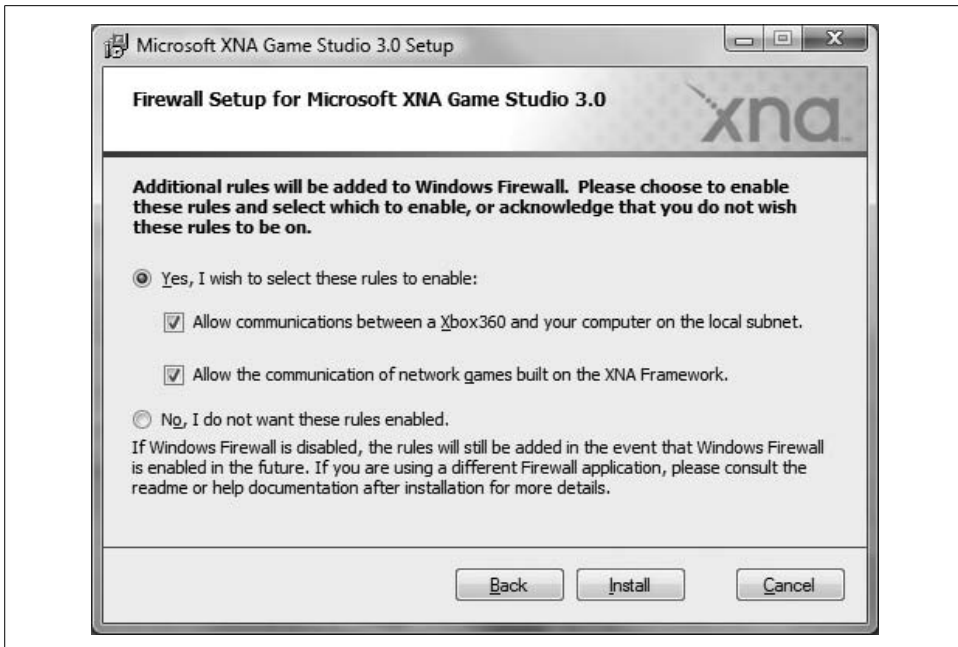 Microsoft XNA Game Studio 3.0 Setup
Firewall Setup for Microsoft XNA Game Studio 3.0
xna
Additional rules will be added to Windows Firewall. Please choose to enable
these rules and select which to enable, or acknowledge that you do not wish
these rules to be on.
Yes, I wish to select these rules to enable:
Allow communications between a Xbox360 and your computer on the local subnet.
Allow the communication of network games built on the XNA Framework.
No, I do not want these rules enabled.
If Windows Firewall is disabled, the rules will still be added in the event that Windows Firewall
is enabled in the future. If you are using a different Firewall application, please consult the
readme or help documentation after installation for more details.
Back Install Cancel